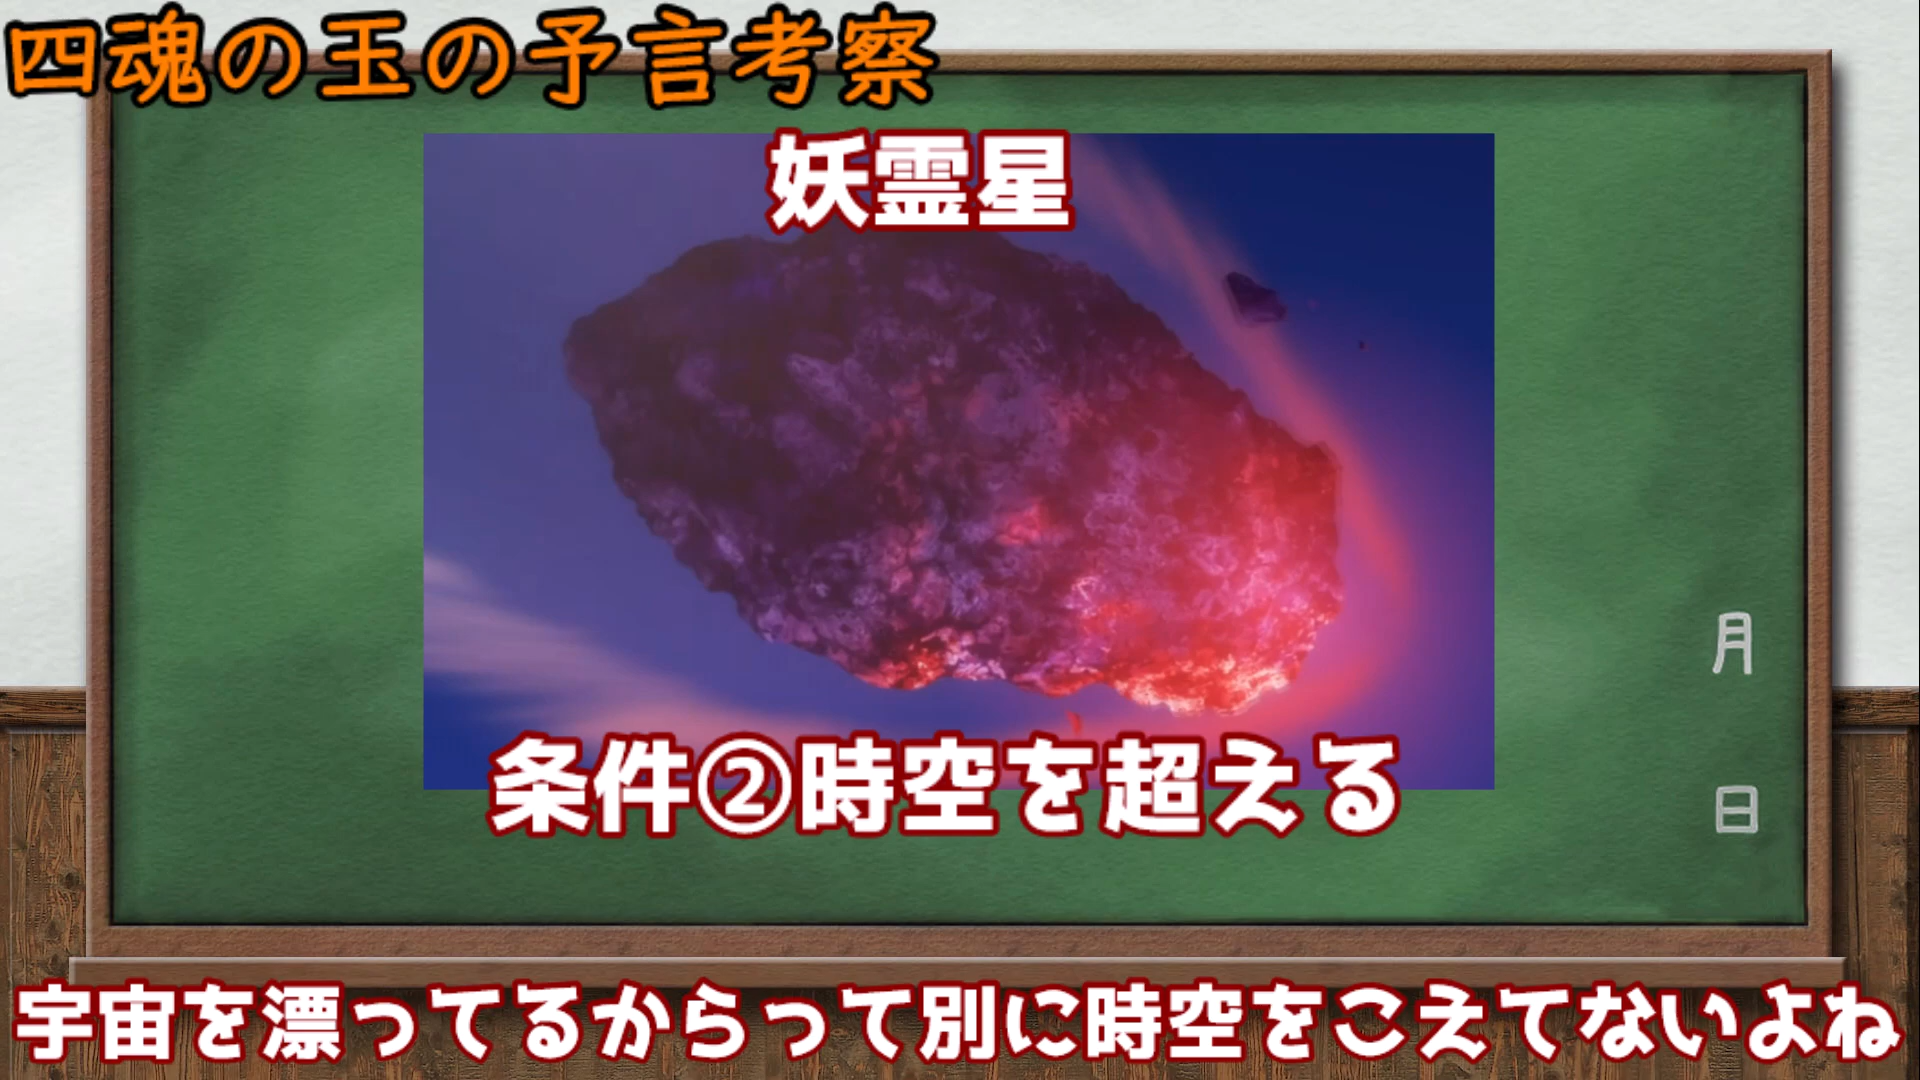 四魂の玉の予言考察
妖霊星
条件②時空を超える
月
日
宇宙を漂ってるからって別に時空をこえてないよね